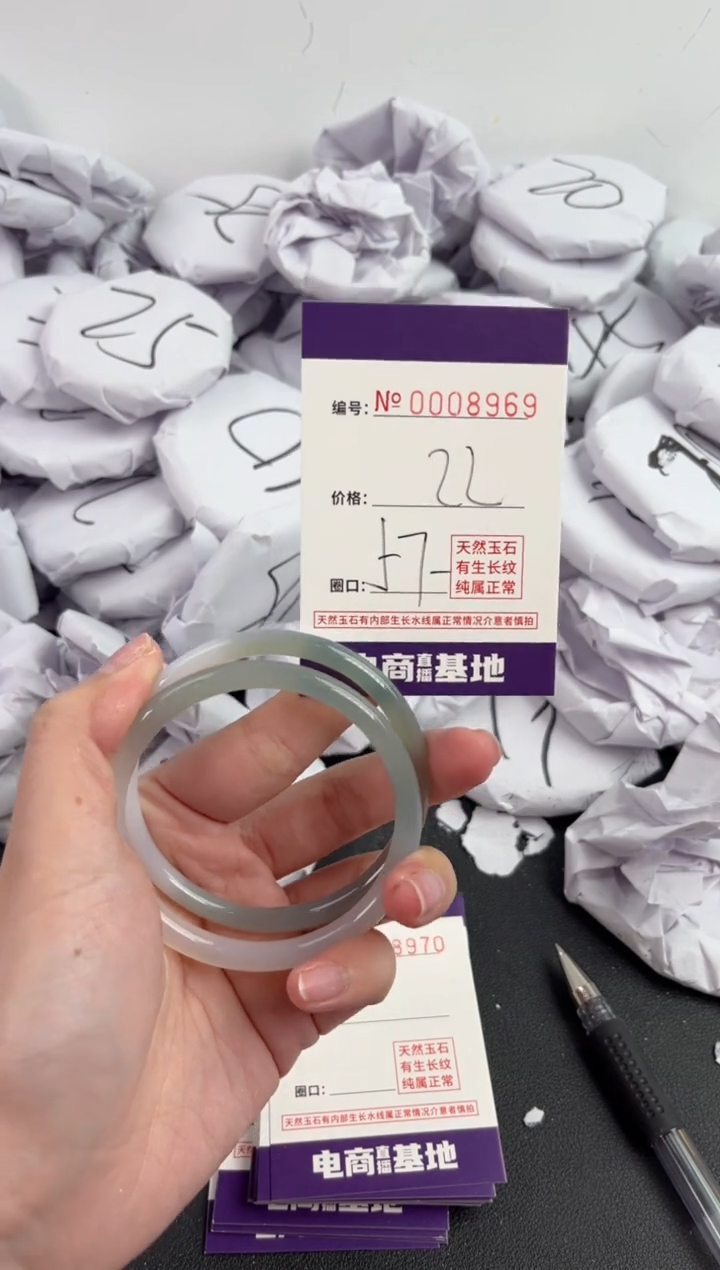 20
25
编号: № 0008969
价格: 22
圈口: 57-
天然玉石
有生长纹
纯属正常
天然玉石有内部生长水线属正常情况介意者慎拍
电商直播基地
8970
圈口:
天然玉石
有生长纹
纯属正常
天然玉石有内部生长水线属正常情况介意者慎拍
电商直播基地